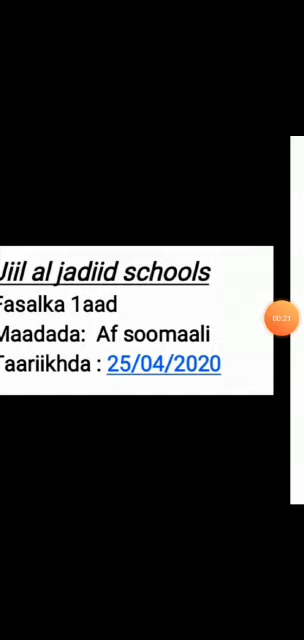 Jiil al jadiid schools
Fasalka 1aad
Maadada: Af soomaali
Taariikhda : 25/04/2020
00:21